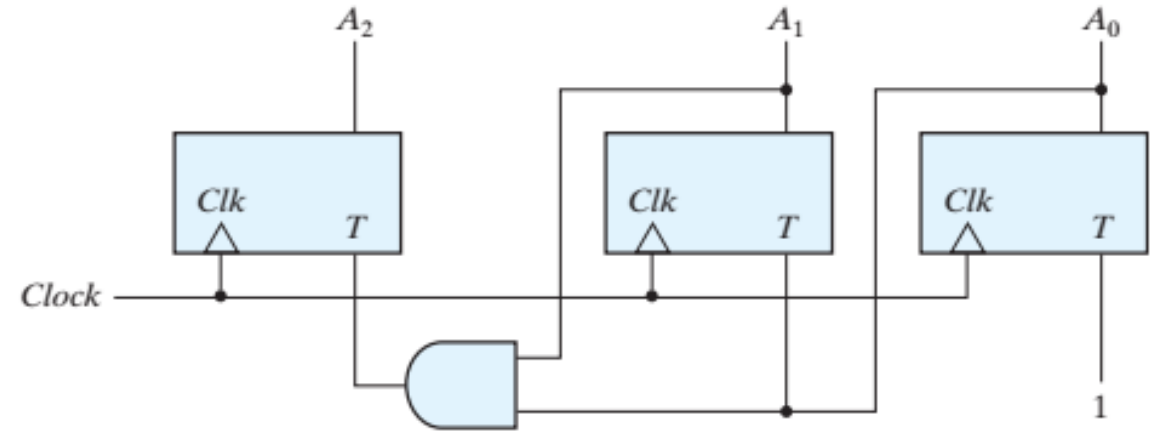 A₂ A₁ A₀
Clk Clk Clk
T T T
Clock
1